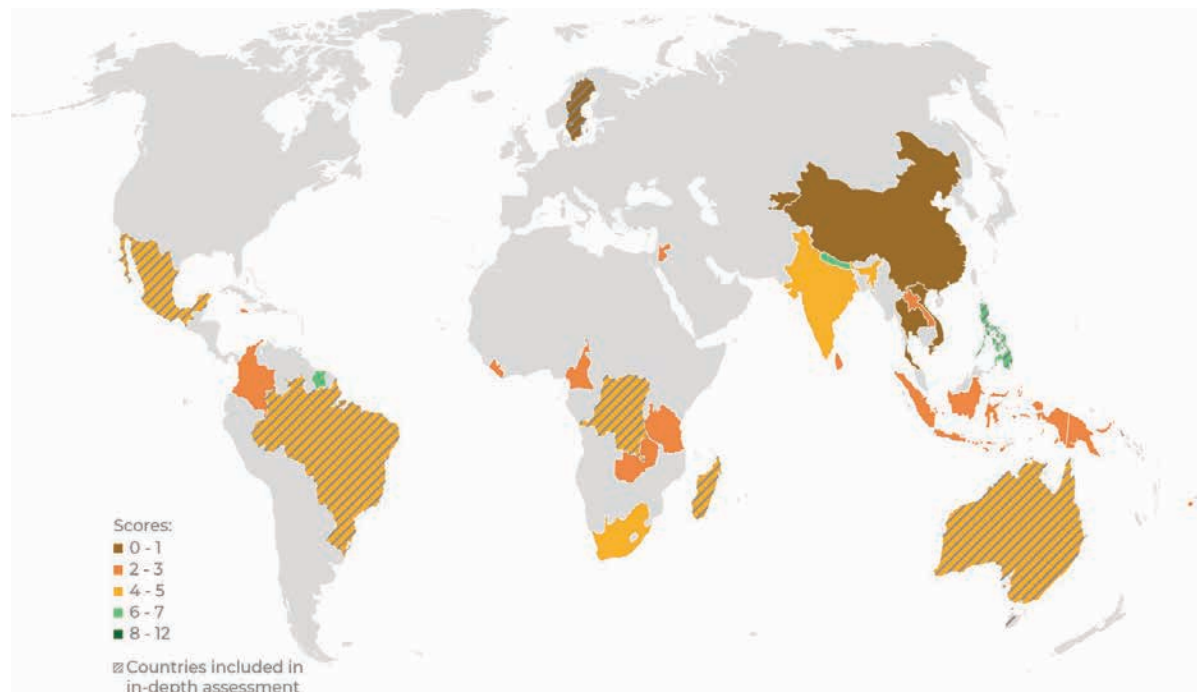 Scores:
0 - 1
2 - 3
4 - 5
6 - 7
8 - 12
Countries included in
in-depth assessment